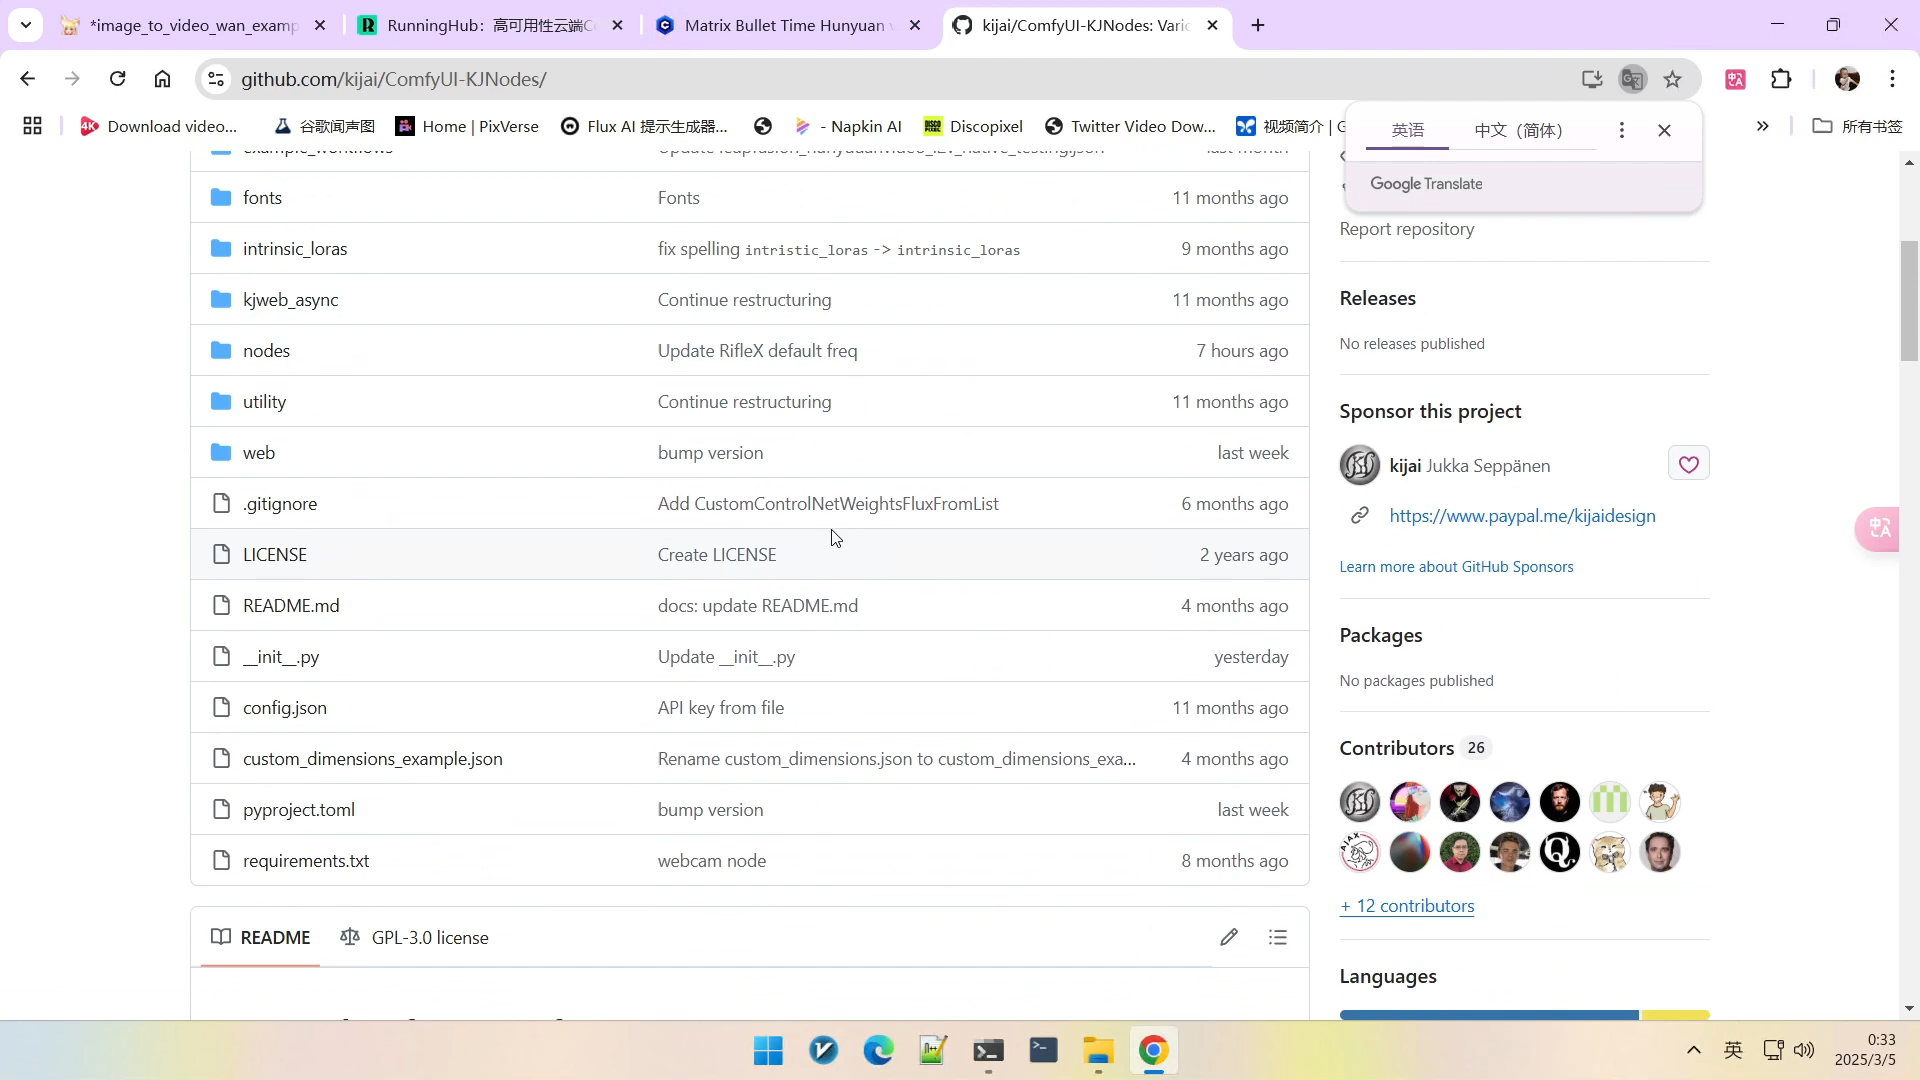 *image_to_video_wan_examp
RunningHub：高可用性云端C
Matrix Bullet Time Hunyuan
kijai/ComfyUI-KJNodes: Vari
github.com/kijai/ComfyUI-KJNodes/
Download video...
谷歌闻声图
Home | PixVerse
Flux AI 提示生成器...
- Napkin AI
Discopixel
Twitter Video Dow...
视频简介 | G
所有书签
英语
中文（简体）
Google Translate
example_workflows
Update leapfusion_hunyuanvideo_i2v_native_testing.json
last month
fonts
Fonts
11 months ago
intrinsic_loras
fix spelling intristic_loras -> intrinsic_loras
9 months ago
kjweb_async
Continue restructuring
11 months ago
nodes
Update RifleX default freq
7 hours ago
utility
Continue restructuring
11 months ago
web
bump version
last week
.gitignore
Add CustomControlNetWeightsFluxFromList
6 months ago
LICENSE
Create LICENSE
2 years ago
README.md
docs: update README.md
4 months ago
__init__.py
Update __init__.py
yesterday
config.json
API key from file
11 months ago
custom_dimensions_example.json
Rename custom_dimensions.json to custom_dimensions_exa...
4 months ago
pyproject.toml
bump version
last week
requirements.txt
webcam node
8 months ago
README
GPL-3.0 license
Report repository
Releases
No releases published
Sponsor this project
kijai Jukka Seppänen
https://www.paypal.me/kijaidesign
Learn more about GitHub Sponsors
Packages
No packages published
Contributors 26
+ 12 contributors
Languages
英
0:33
2025/3/5